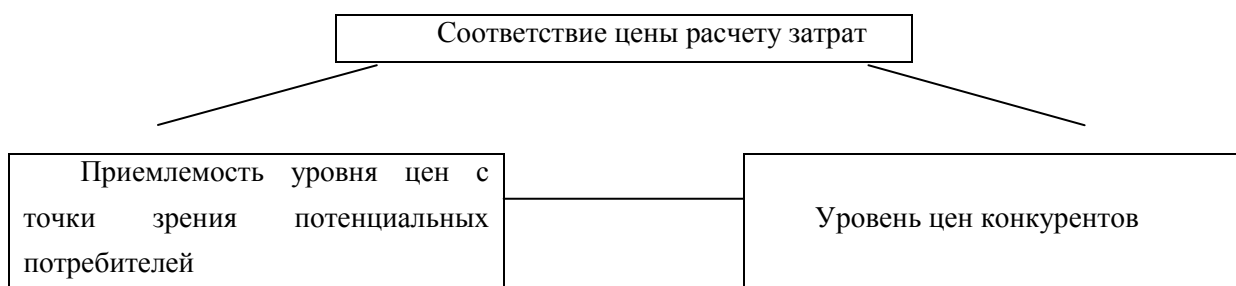 Соответствие цены расчету затрат
Приемлемость уровня цен с
точки зрения потенциальных
потребителей
Уровень цен конкурентов